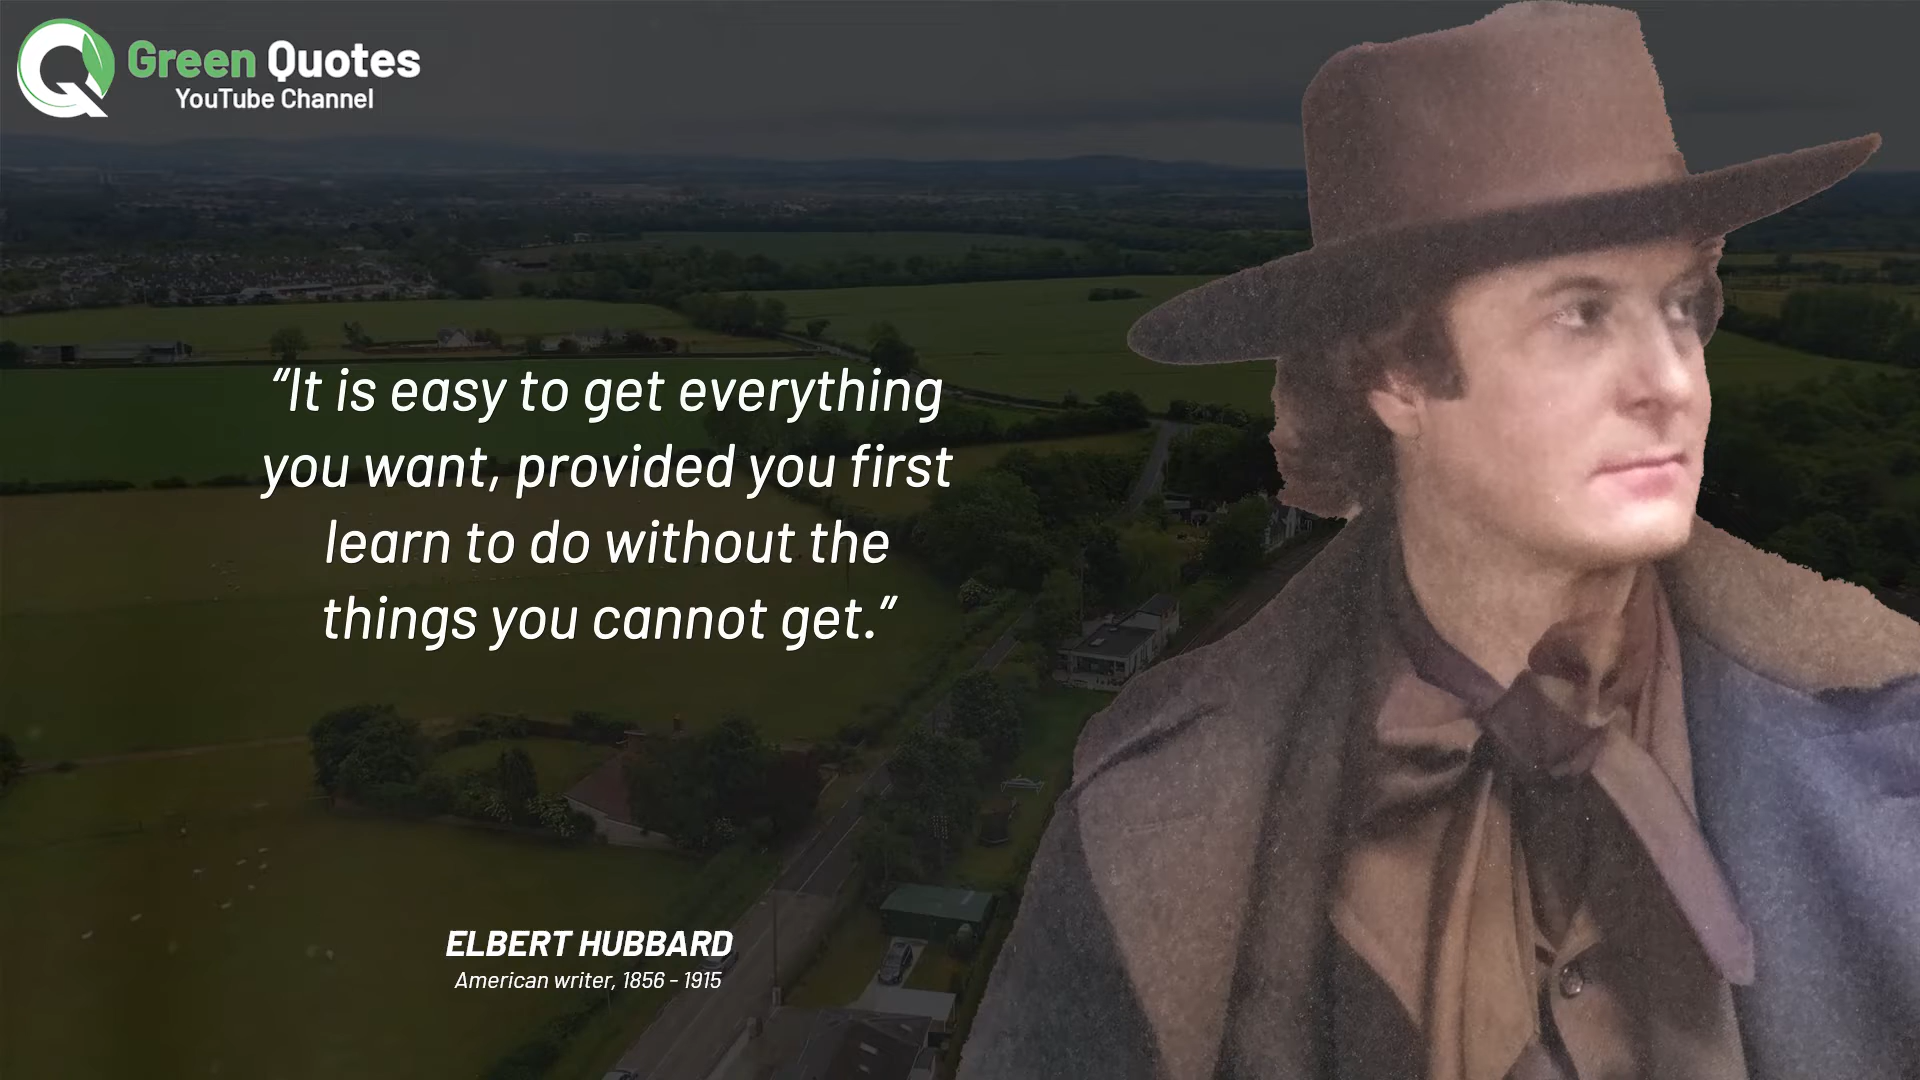 Green Quotes
YouTube Channel
“It is easy to get everything
you want, provided you first
learn to do without the
things you cannot get.”
ELBERT HUBBARD
American writer, 1856 - 1915